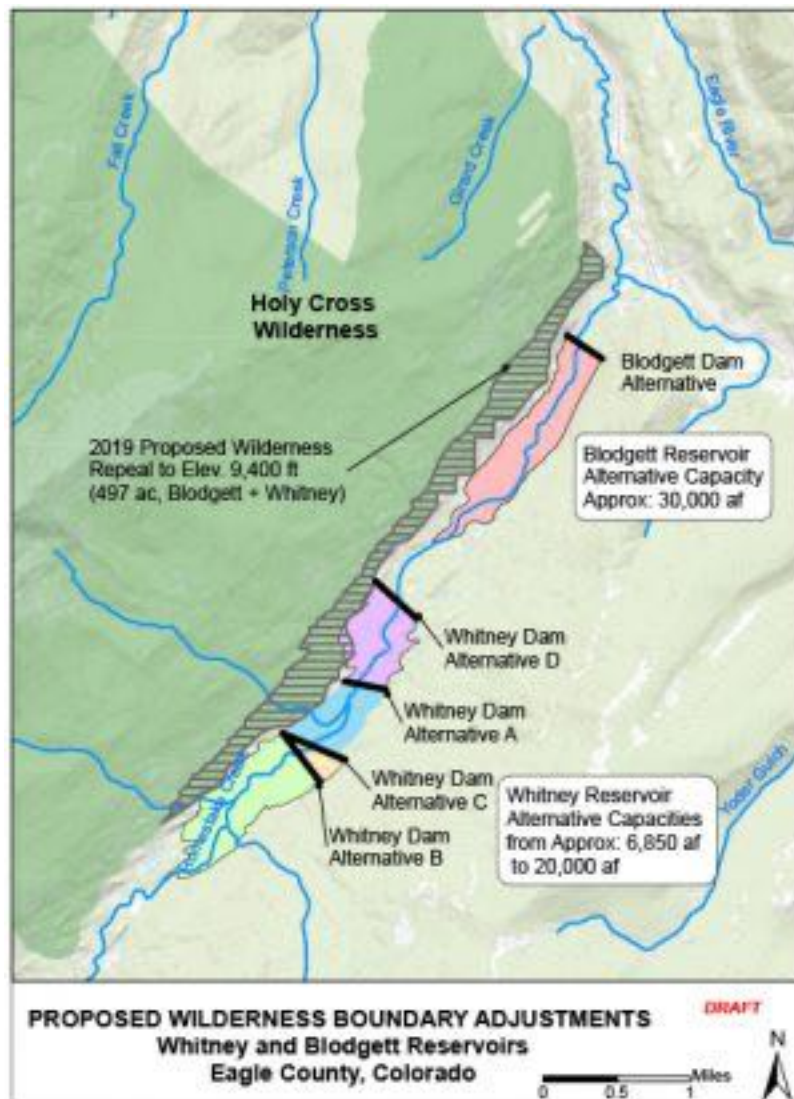 Fall Creek
Peterson Creek
Girard Creek
Eagle River
Holy Cross
Wilderness
Blodgett Dam
Alternative
2019 Proposed Wilderness
Repeal to Elev. 9,400 ft
(497 ac, Blodgett + Whitney)
Blodgett Reservoir
Alternative Capacity
Approx: 30,000 af
Whitney Dam
Alternative D
Whitney Dam
Alternative A
Whitney Dam
Alternative C
Whitney Dam
Alternative B
Homestake Creek
Whitney Reservoir
Alternative Capacities
from Approx: 6,850 af
to 20,000 af
Yoder Gulch
PROPOSED WILDERNESS BOUNDARY ADJUSTMENTS
Whitney and Blodgett Reservoirs
Eagle County, Colorado
DRAFT
N
Miles
0 0.5 1